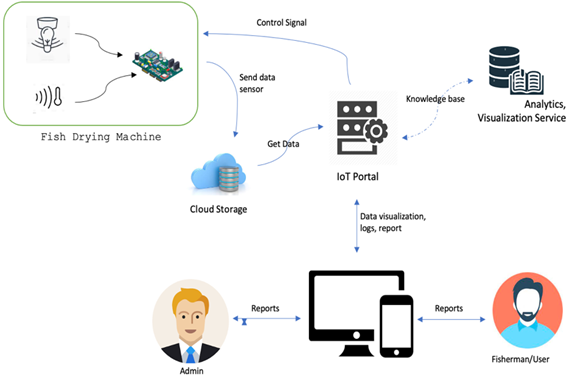 Control Signal
Send data
sensor
Fish Drying Machine
Knowledge base
Analytics,
Visualization Service
Get Data
IoT Portal
Cloud Storage
Data visualization,
logs, report
Reports
Reports
Admin
Fisherman/User